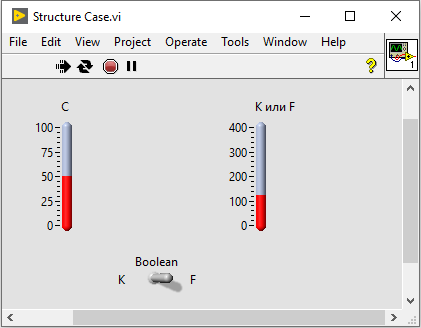 Structure Case.vi
File Edit View Project Operate Tools Window Help
?
1
C
К или F
100
75
50
25
0
400
300
200
100
0
Boolean
K
F